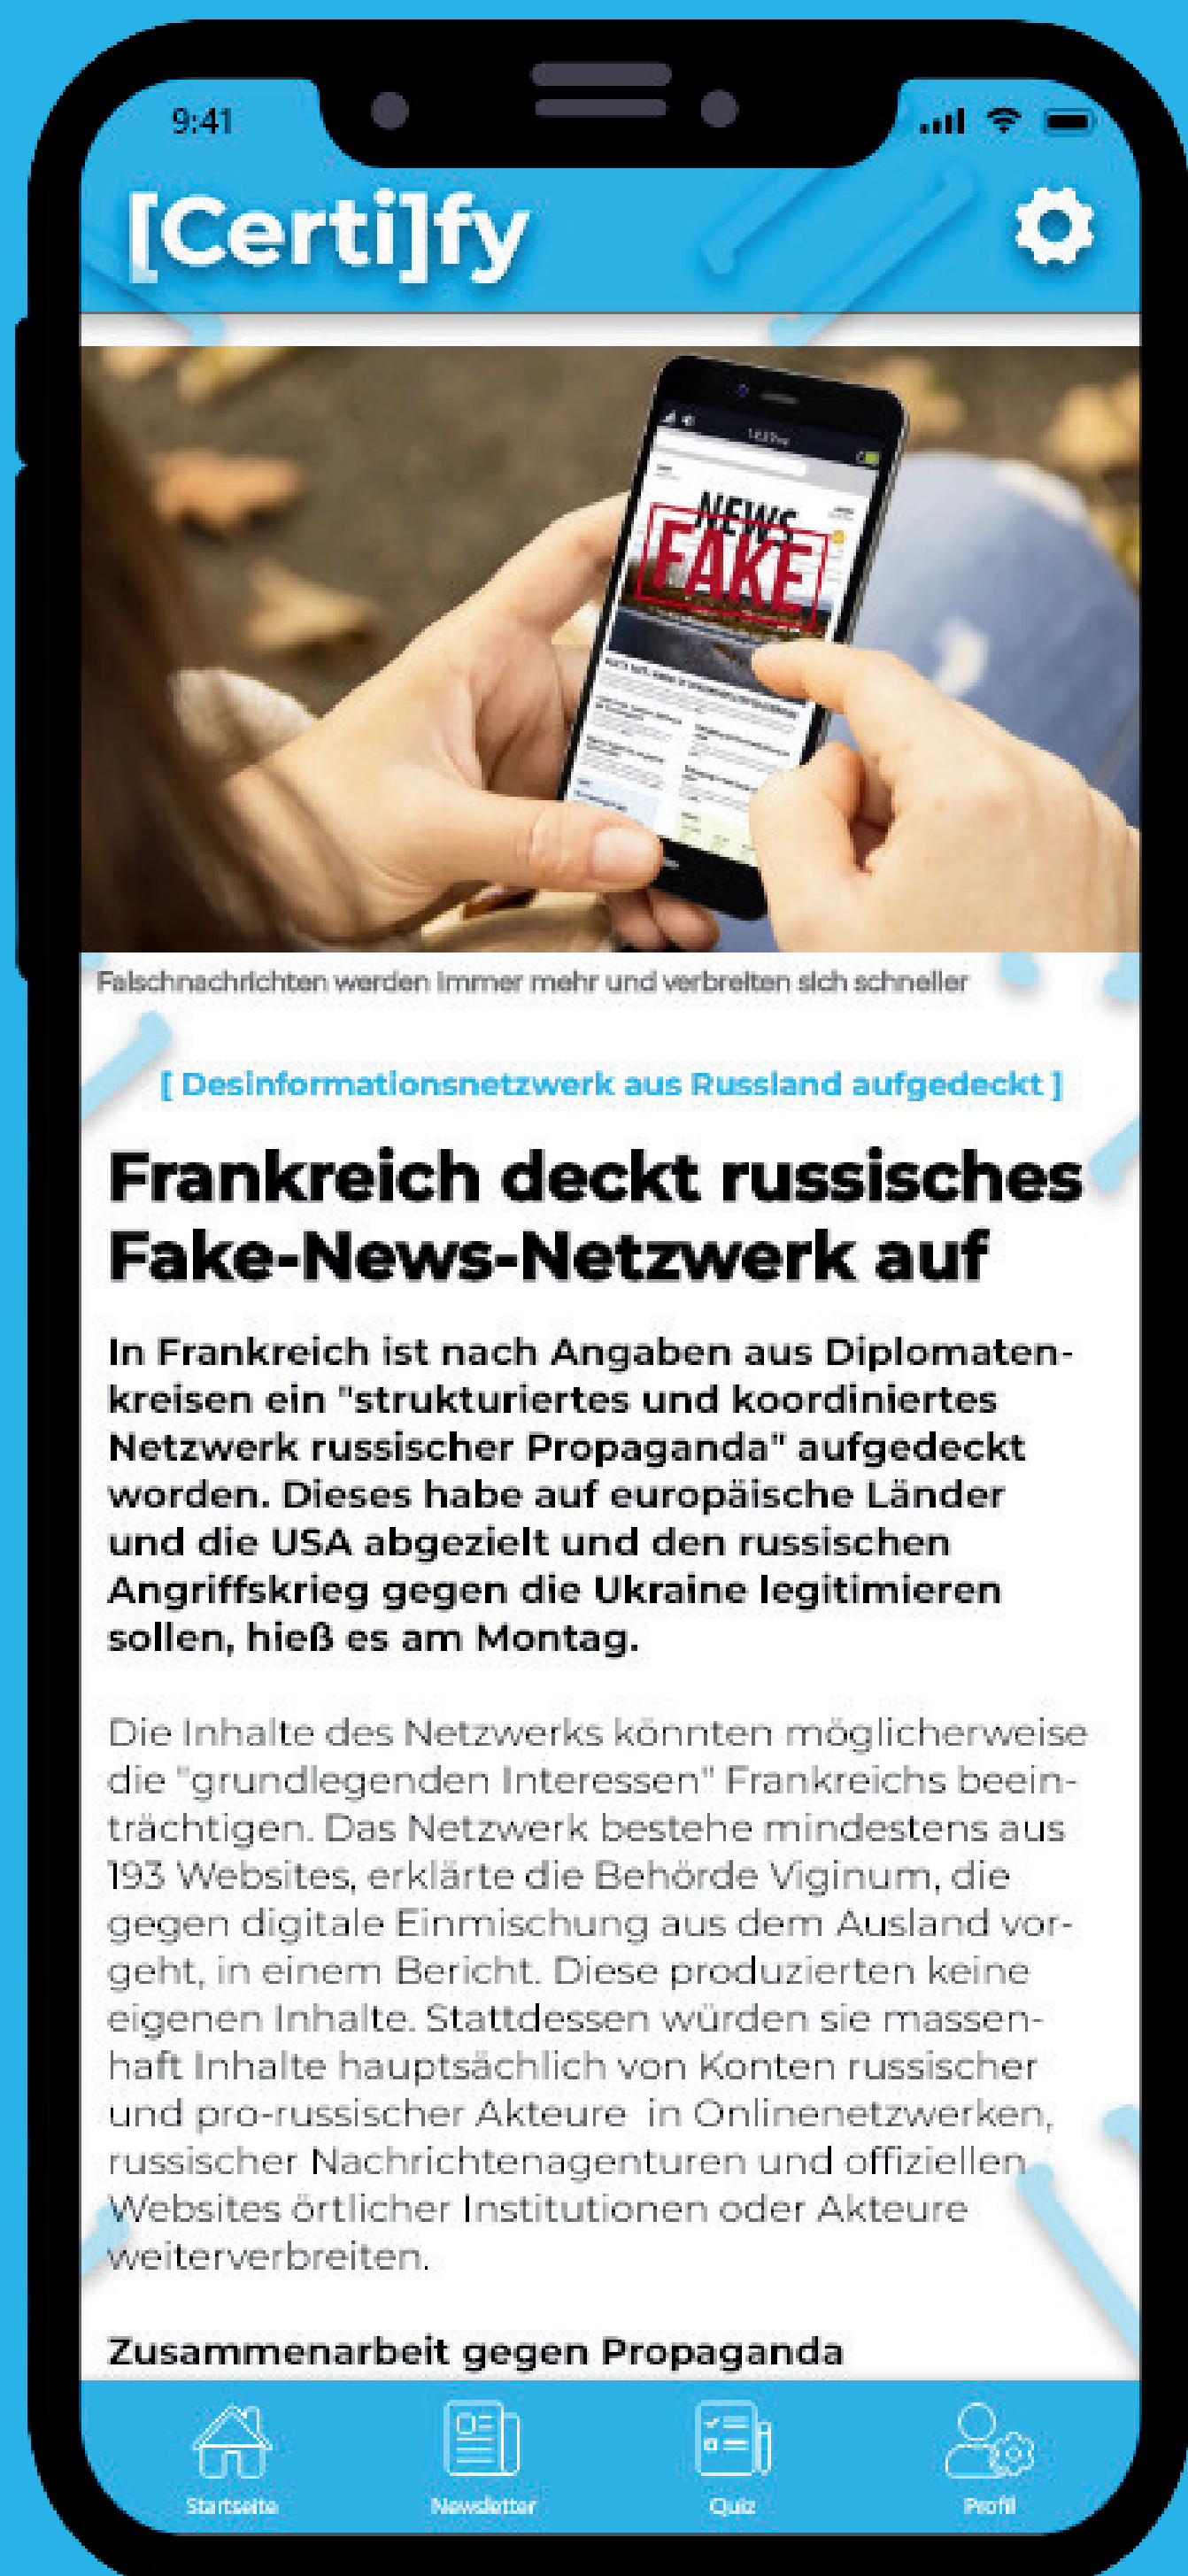 9:41
[Certi]fy
NEWS
FAKE
Falschnachrichten werden immer mehr und verbreiten sich schneller
[ Desinformationsnetzwerk aus Russland aufgedeckt ]
Frankreich deckt russisches
Fake-News-Netzwerk auf
In Frankreich ist nach Angaben aus Diplomaten-
kreisen ein "strukturiertes und koordiniertes
Netzwerk russischer Propaganda" aufgedeckt
worden. Dieses habe auf europäische Länder
und die USA abgezielt und den russischen
Angriffskrieg gegen die Ukraine legitimieren
sollen, hieß es am Montag.
Die Inhalte des Netzwerks könnten möglicherweise
die "grundlegenden Interessen" Frankreichs beein-
trächtigen. Das Netzwerk bestehe mindestens aus
193 Websites, erklärte die Behörde Viginum, die
gegen digitale Einmischung aus dem Ausland vor-
geht, in einem Bericht. Diese produzierten keine
eigenen Inhalte. Stattdessen würden sie massen-
haft Inhalte hauptsächlich von Konten russischer
und pro-russischer Akteure in Onlinenetzwerken,
russischer Nachrichtenagenturen und offiziellen
Websites örtlicher Institutionen oder Akteure
weiterverbreiten.
Zusammenarbeit gegen Propaganda
Startseite
Newsletter
Quiz
Profil